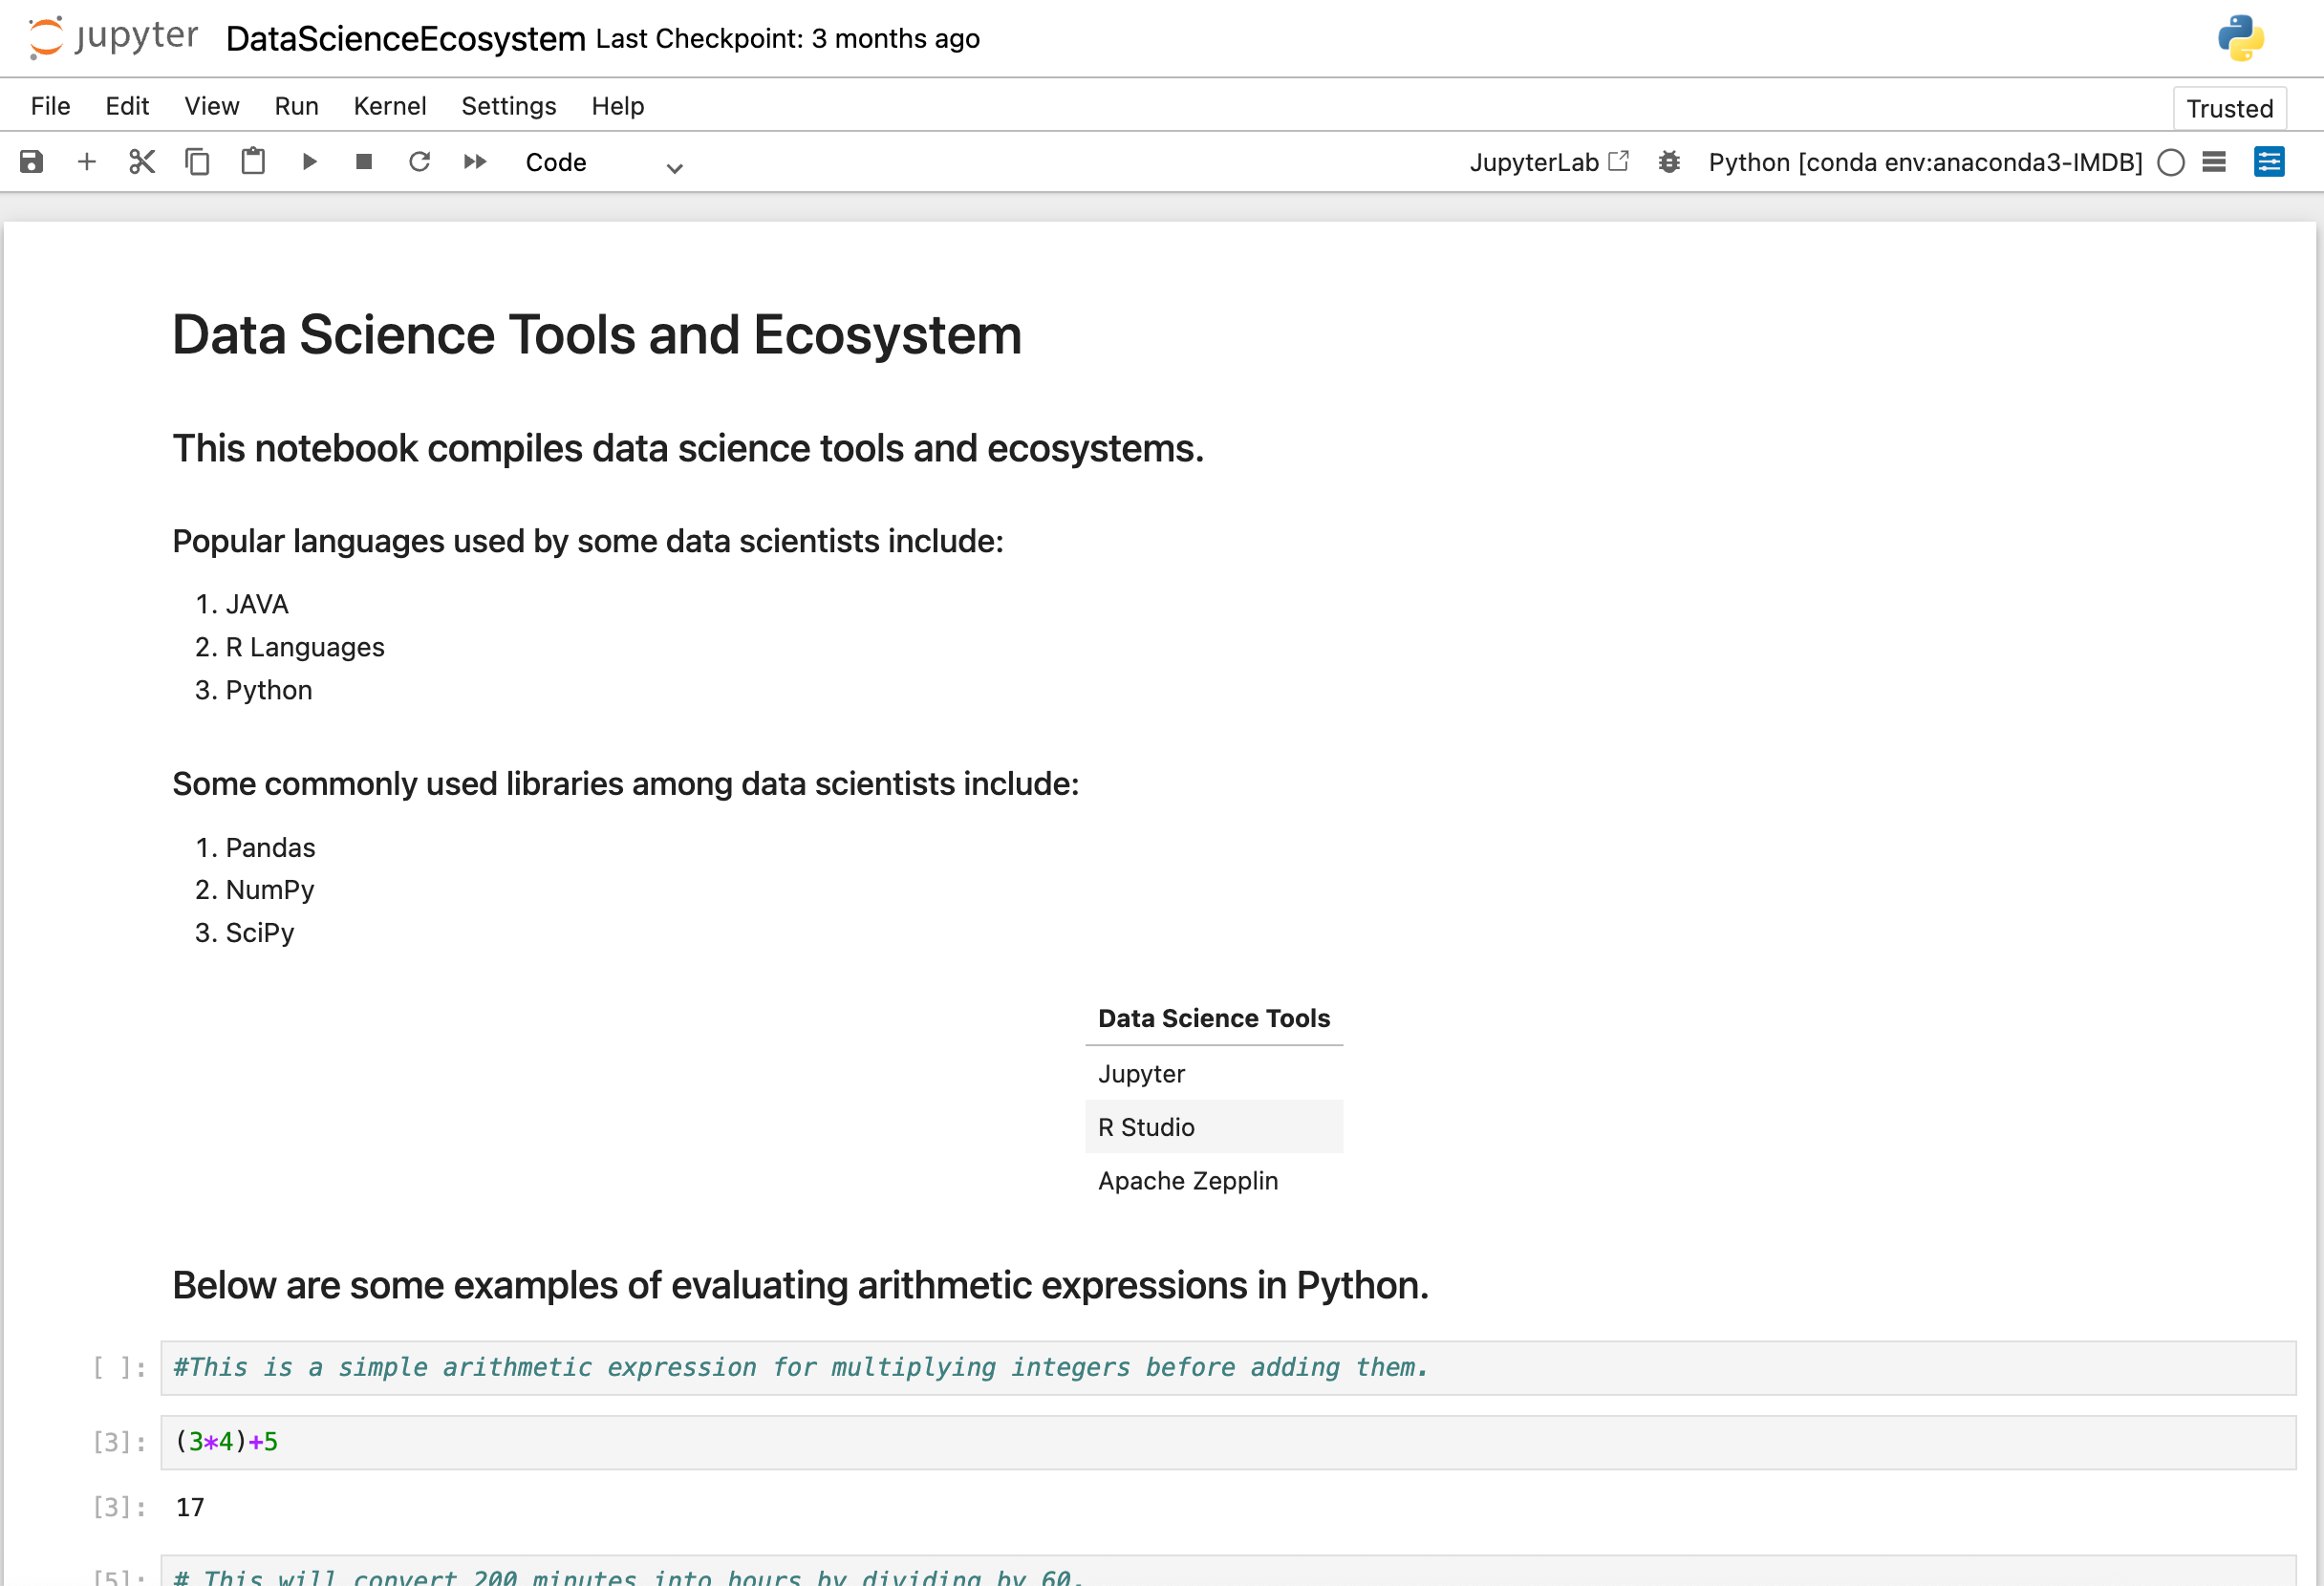 jupyter DataScienceEcosystem Last Checkpoint: 3 months ago
File Edit View Run Kernel Settings Help Trusted
Code JupyterLab Python [conda env:anaconda3-IMDB]
Data Science Tools and Ecosystem
This notebook compiles data science tools and ecosystems.
Popular languages used by some data scientists include:
1. JAVA
2. R Languages
3. Python
Some commonly used libraries among data scientists include:
1. Pandas
2. NumPy
3. SciPy
Data Science Tools
Jupyter
R Studio
Apache Zepplin
Below are some examples of evaluating arithmetic expressions in Python.
[ ]: #This is a simple arithmetic expression for multiplying integers before adding them.
[3]: (3*4)+5
[3]: 17
[5]: # This will convert 200 minutes into hours by dividing by 60.